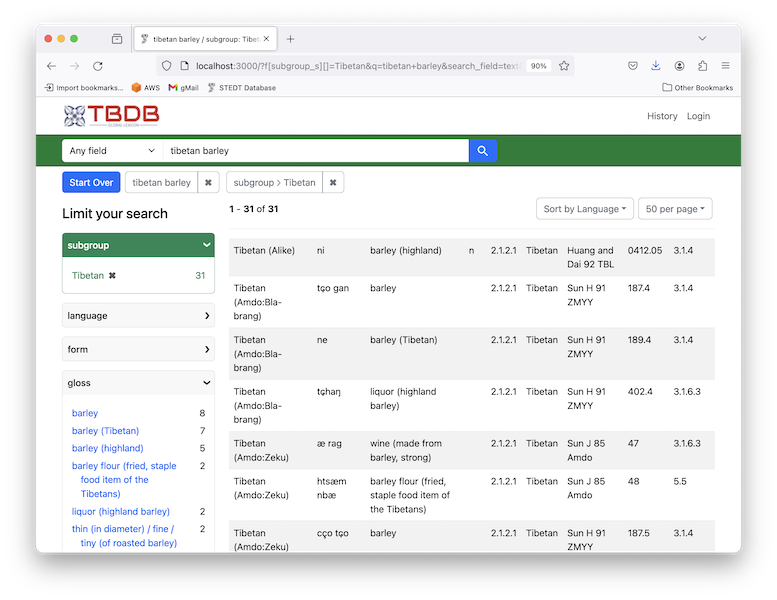 tibetan barley / subgroup: Tibet
localhost:3000/?f[subgroup_s][]=Tibetan&q=tibetan+barley&search_field=text
90%
Import bookmarks... AWS gMail STEDT Database Other Bookmarks
TBDB
History Login
Any field tibetan barley
Start Over tibetan barley ✖ subgroup > Tibetan ✖
Limit your search
1 - 31 of 31 Sort by Language 50 per page
subgroup
Tibetan ✖ 31
language
form
gloss
barley 8
barley (Tibetan) 7
barley (highland) 5
barley flour (fried, staple 2
food item of the
Tibetans)
liquor (highland barley) 2
thin (in diameter) / fine / 2
tiny (of roasted barley)
Tibetan (Alike) ni barley (highland) n 2.1.2.1 Tibetan Huang and 0412.05 3.1.4
Dai 92 TBL
Tibetan tɕo gan barley 2.1.2.1 Tibetan Sun H 91 187.4 3.1.4
(Amdo:Bla- ZMYY
brang)
Tibetan ne barley (Tibetan) 2.1.2.1 Tibetan Sun H 91 189.4 3.1.4
(Amdo:Bla- ZMYY
brang)
Tibetan tɕhaŋ liquor (highland 2.1.2.1 Tibetan Sun H 91 402.4 3.1.6.3
(Amdo:Bla- barley) ZMYY
brang)
Tibetan æ rag wine (made from 2.1.2.1 Tibetan Sun J 85 47 3.1.6.3
(Amdo:Zeku) barley, strong) Amdo
Tibetan htsæm barley flour (fried, 2.1.2.1 Tibetan Sun J 85 48 5.5
(Amdo:Zeku) nbæ staple food item of Amdo
the Tibetans)
Tibetan cço tɕo barley 2.1.2.1 Tibetan Sun H 91 187.5 3.1.4
(Amdo:Zeku) ZMYY